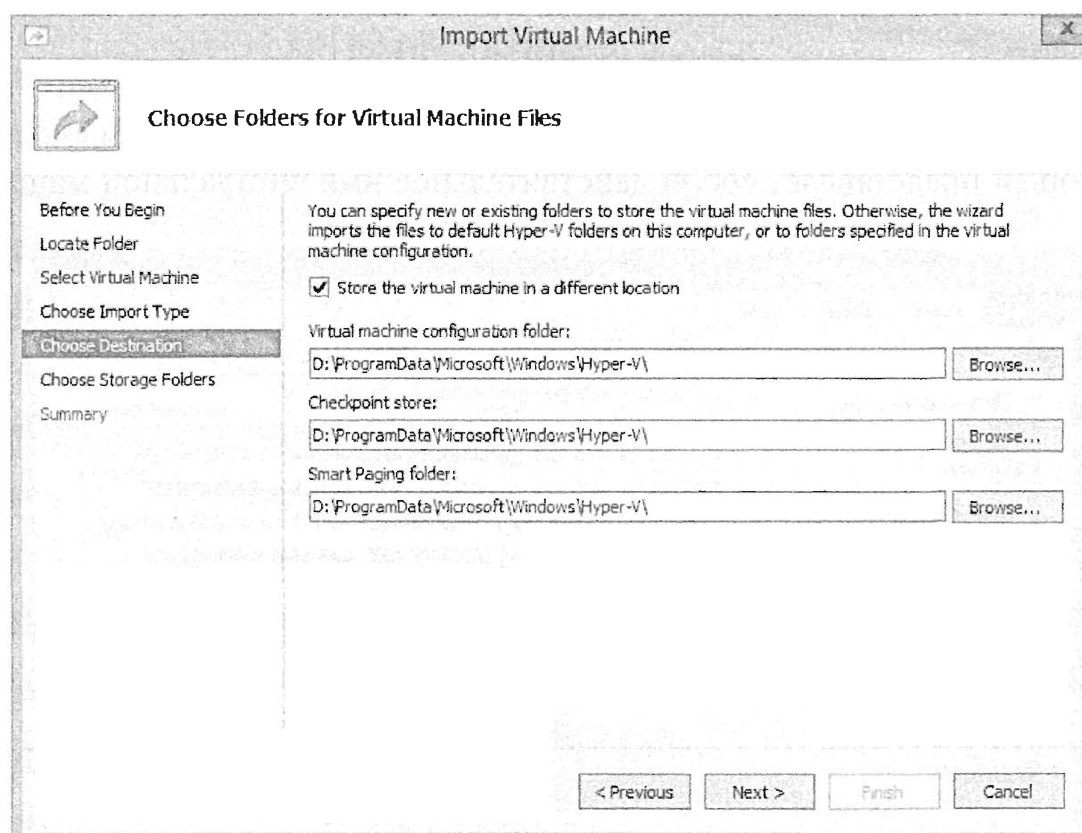 Import Virtual Machine
X
Choose Folders for Virtual Machine Files
Before You Begin
Locate Folder
Select Virtual Machine
Choose Import Type
Choose Destination
Choose Storage Folders
Summary
You can specify new or existing folders to store the virtual machine files. Otherwise, the wizard
imports the files to default Hyper-V folders on this computer, or to folders specified in the virtual
machine configuration.
Store the virtual machine in a different location
Virtual machine configuration folder:
D:\ProgramData\Microsoft\Windows\Hyper-V\
Browse...
Checkpoint store:
D:\ProgramData\Microsoft\Windows\Hyper-V\
Browse...
Smart Paging folder:
D:\ProgramData\Microsoft\Windows\Hyper-V\
Browse...
< Previous
Next >
Finish
Cancel